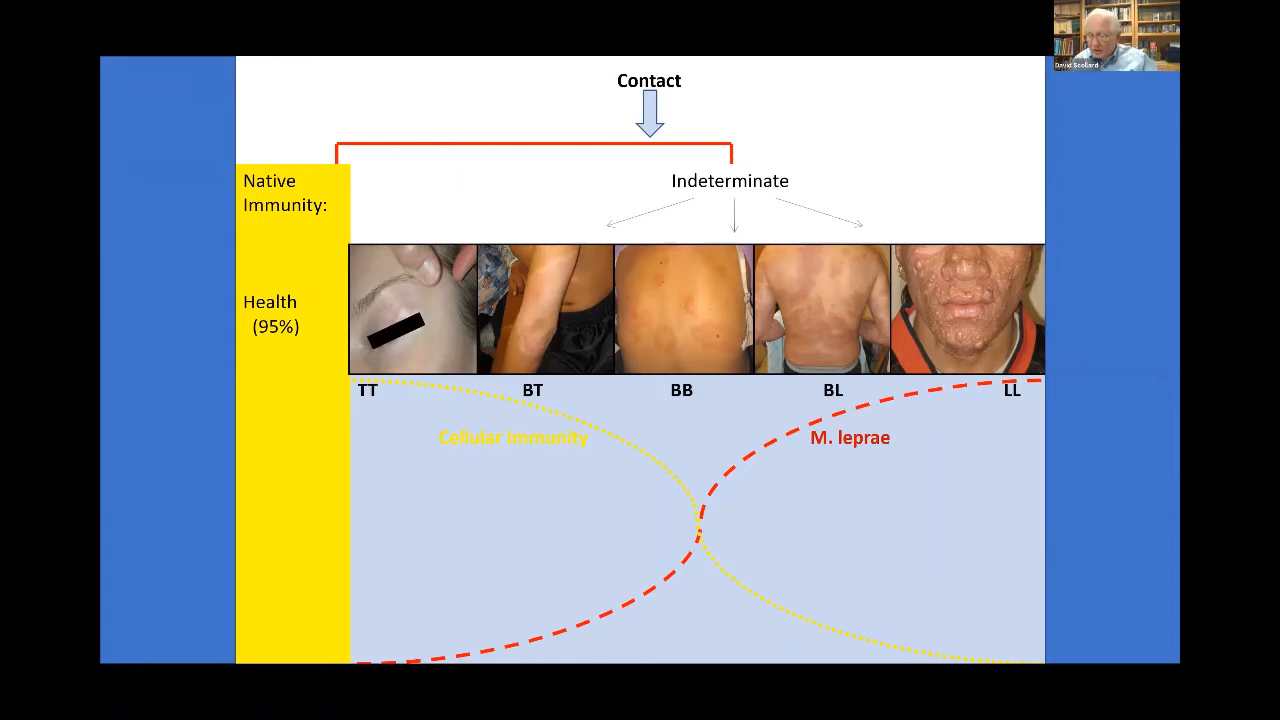 David Scollard
Contact
Native
Immunity:
Indeterminate
Health
(95%)
TT BT BB BL LL
Cellular Immunity M. leprae